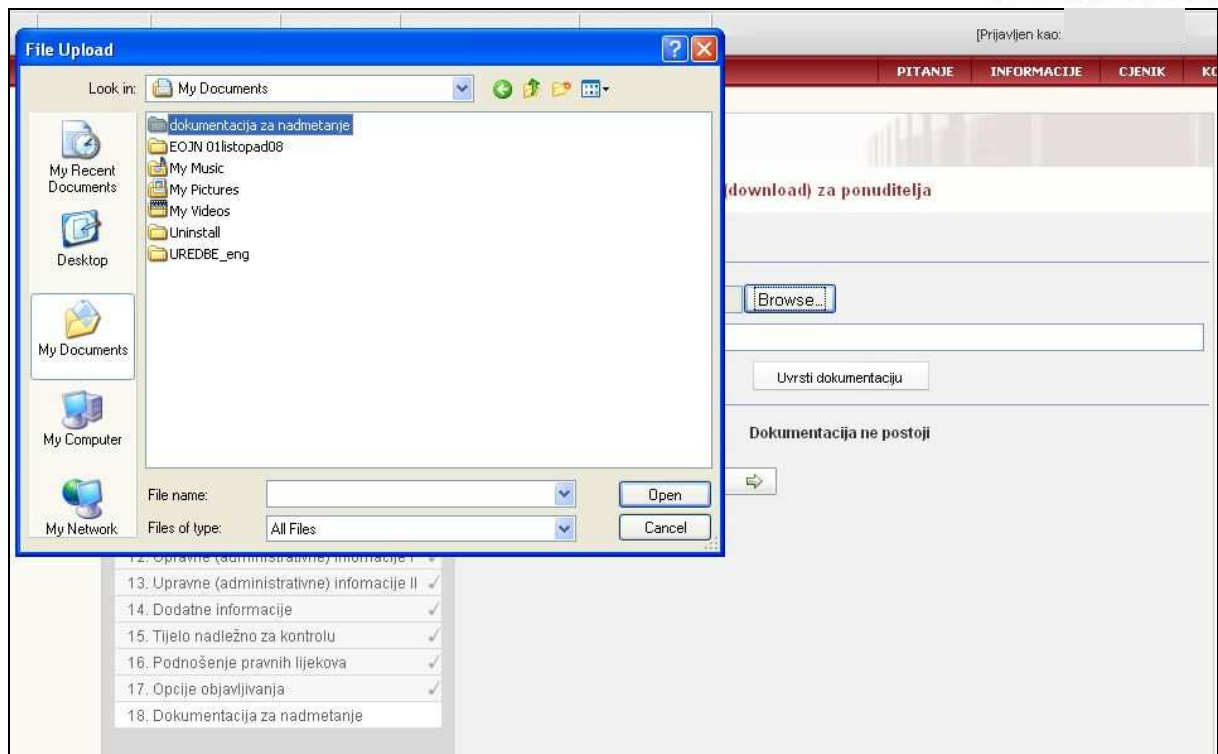 [Prijavljen kao:
File Upload
PITANJE INFORMACIJE CJENIK
Look in: My Documents
dokumentacija za nadmetanje
EOJN 01listopad08
My Music
My Pictures
My Videos
Uninstall
UREDBE_eng
My Recent
Documents
Desktop
My Documents
My Computer
My Network
File name:
Files of type: All Files
Open
Cancel
(download) za ponuditelja
Browse...
Uvrsti dokumentaciju
Dokumentacija ne postoji
12. Upravne (administrativne) infomacije I
13. Upravne (administrativne) infomacije II
14. Dodatne informacije
15. Tijelo nadležno za kontrolu
16. Podnošenje pravnih lijekova
17. Opcije objavljivanja
18. Dokumentacija za nadmetanje